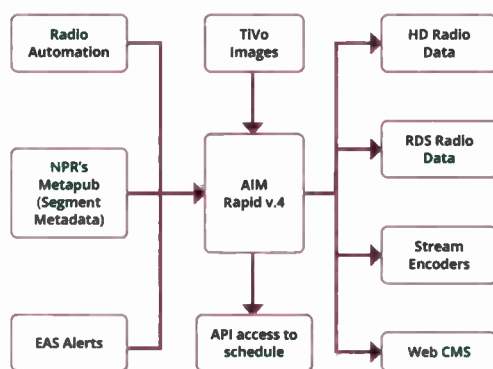 Radio
Automation
TiVo
Images
HD Radio
Data
NPR's
Metapub
(Segment
Metadata)
AIM
Rapid v.4
RDS Radio
Data
Stream
Encoders
EAS Alerts
API access to
schedule
Web CMS